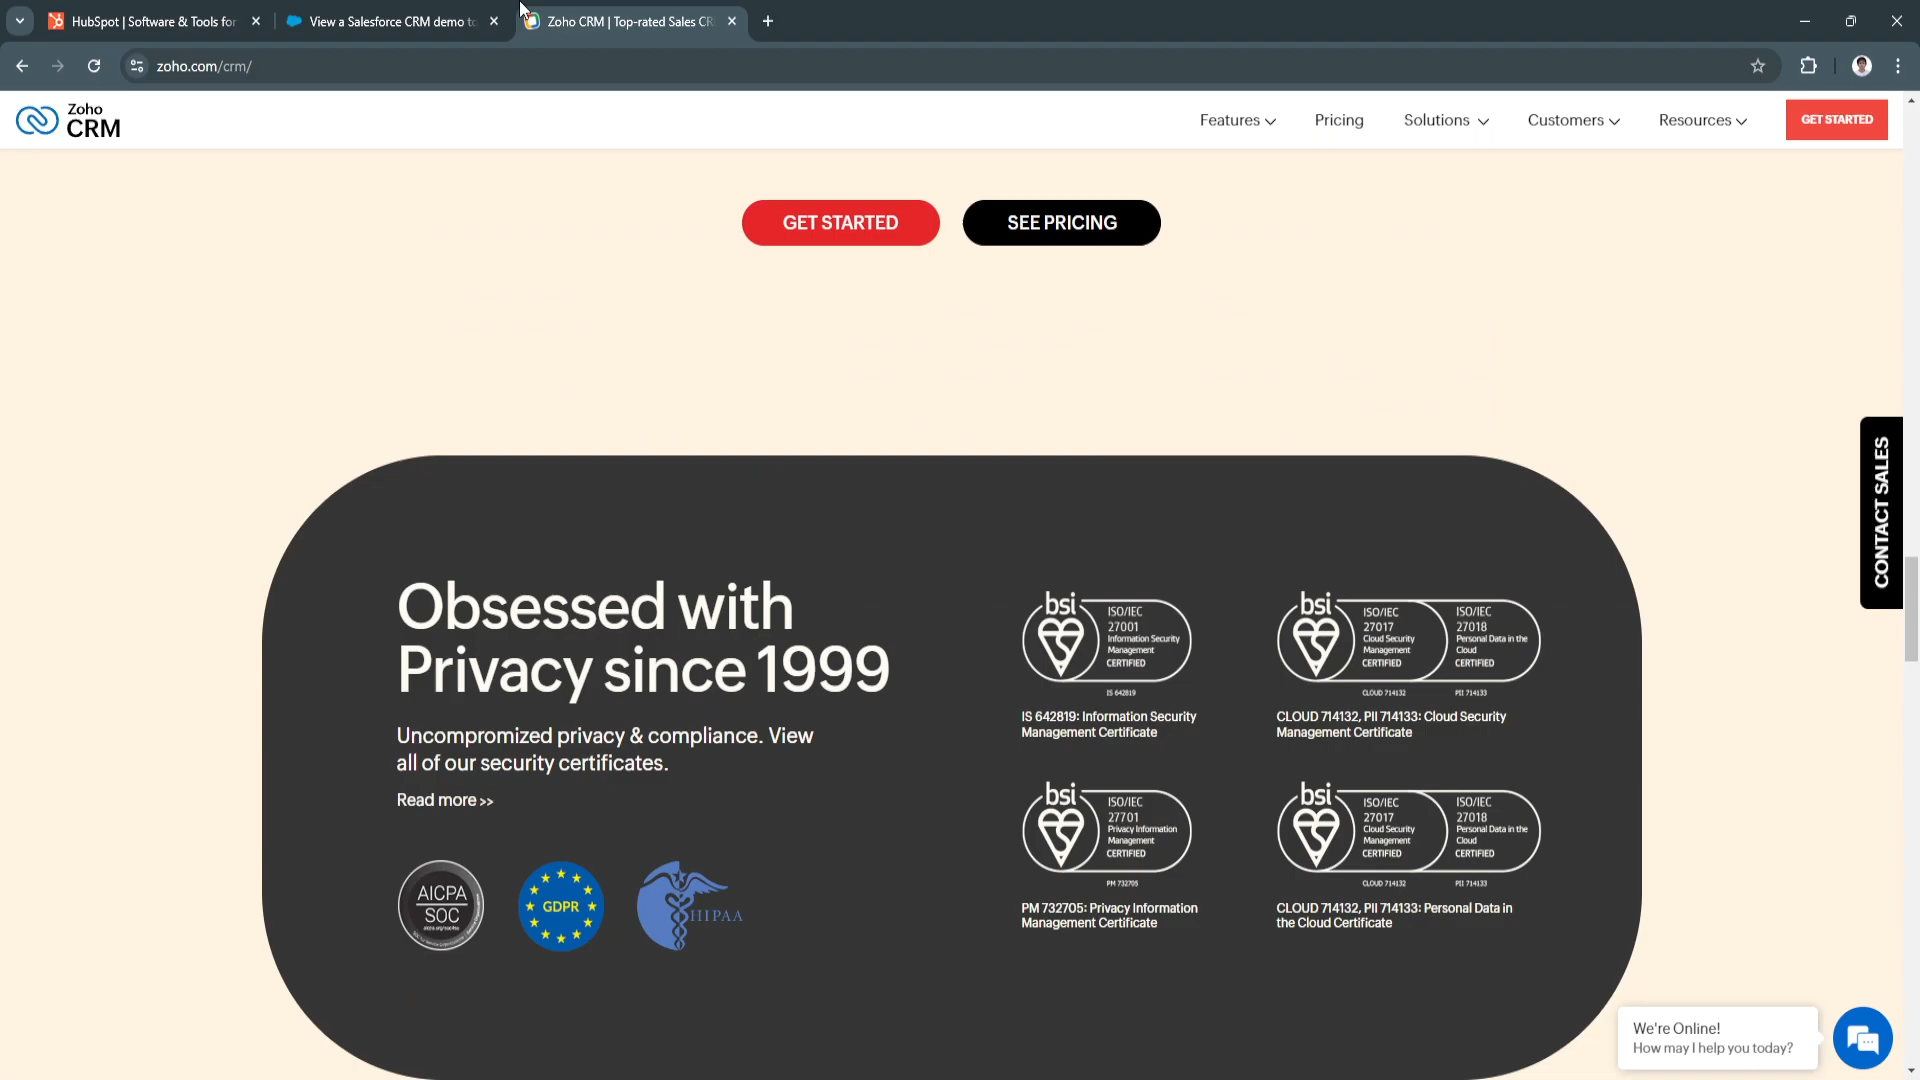 HubSpot | Software & Tools for
View a Salesforce CRM demo to
Zoho CRM | Top-rated Sales CR
zoho.com/crm/
Zoho
CRM
Features
Pricing
Solutions
Customers
Resources
GET STARTED
GET STARTED
SEE PRICING
CONTACT SALES
Obsessed with
Privacy since 1999
Uncompromized privacy & compliance. View
all of our security certificates.
Read more >>
AICPA
SOC
GDPR
HIPAA
bsi
ISO/IEC
27001
Information Security
Management
CERTIFIED
IS 642819
IS 642819: Information Security
Management Certificate
bsi
ISO/IEC
27017
Cloud Security
Management
CERTIFIED
ISO/IEC
27018
Personal Data in the
Cloud
CERTIFIED
CLOUD 714132
PII 714133
CLOUD 714132, PII 714133: Cloud Security
Management Certificate
bsi
ISO/IEC
27701
Privacy Information
Management
CERTIFIED
PM 732705
PM 732705: Privacy Information
Management Certificate
bsi
ISO/IEC
27017
Cloud Security
Management
CERTIFIED
ISO/IEC
27018
Personal Data in the
Cloud
CERTIFIED
CLOUD 714132
PII 714133
CLOUD 714132, PII 714133: Personal Data in
the Cloud Certificate
We're Online!
How may I help you today?